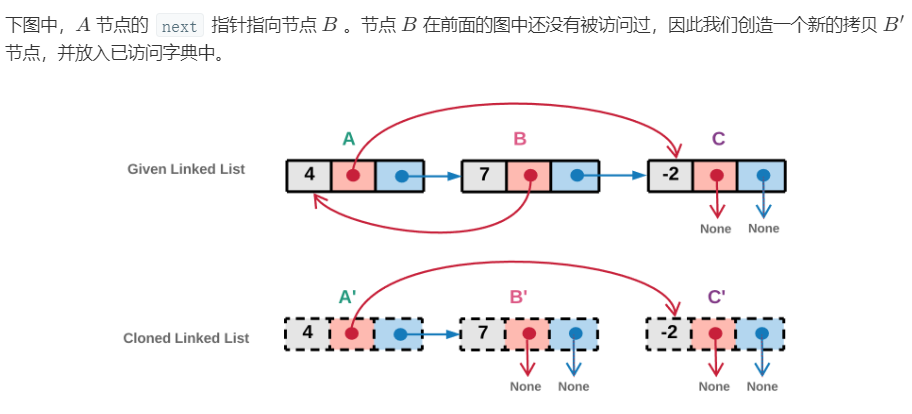 下图中，A 节点的 next 指针指向节点 B 。节点 B 在前面的图中还没有被访问过，因此我们创造一个新的拷贝 B′
节点，并放入已访问字典中。
A B C
Given Linked List 4 7 -2
None None
A' B' C'
Cloned Linked List 4 7 -2
None None None None